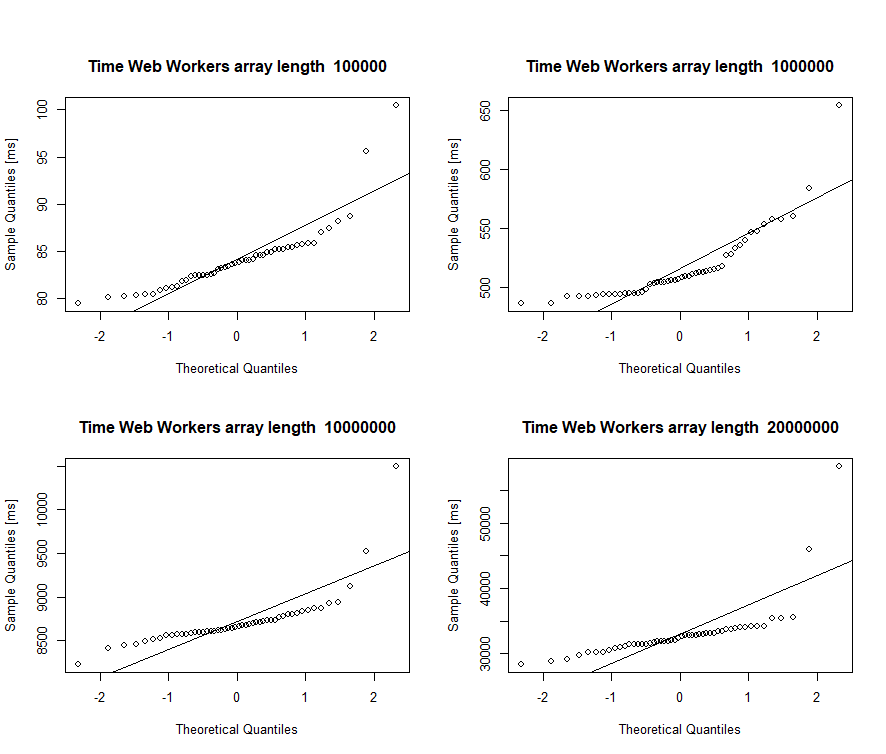 Time Web Workers array length 100000
Sample Quantiles [ms]
100
95
90
85
80
-2 -1 0 1 2
Theoretical Quantiles
Time Web Workers array length 1000000
Sample Quantiles [ms]
650
600
550
500
-2 -1 0 1 2
Theoretical Quantiles
Time Web Workers array length 10000000
Sample Quantiles [ms]
10000
9500
9000
8500
-2 -1 0 1 2
Theoretical Quantiles
Time Web Workers array length 20000000
Sample Quantiles [ms]
50000
40000
30000
-2 -1 0 1 2
Theoretical Quantiles